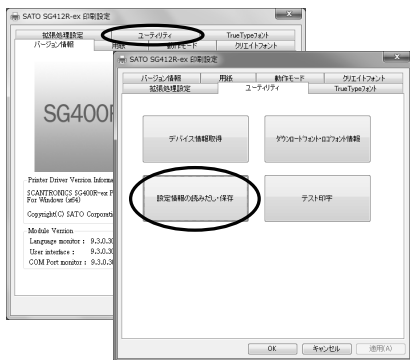 SATO SG412R-ex 印刷設定
拡張処理設定 ユーティリティ TrueTypeフォント
バージョン情報 用紙 動作モード クリエイトフォント
SG400R
Printer Driver Version Informa
SCANTRONICS SG400R-ex P
For Windows (x64)
Copyright(C) SATO Corporati
Module Version
Language monitor : 9.3.0.30
User interface : 9.3.0.30
COM Port monitor : 9.3.0.30
SATO SG412R-ex 印刷設定
バージョン情報 用紙 動作モード クリエイトフォント
拡張処理設定 ユーティリティ TrueTypeフォント
デバイス情報取得
ダウンロードフォント・ロゴフォント情報
設定情報の読みだし・保存
テスト印字
OK キャンセル 適用(A)